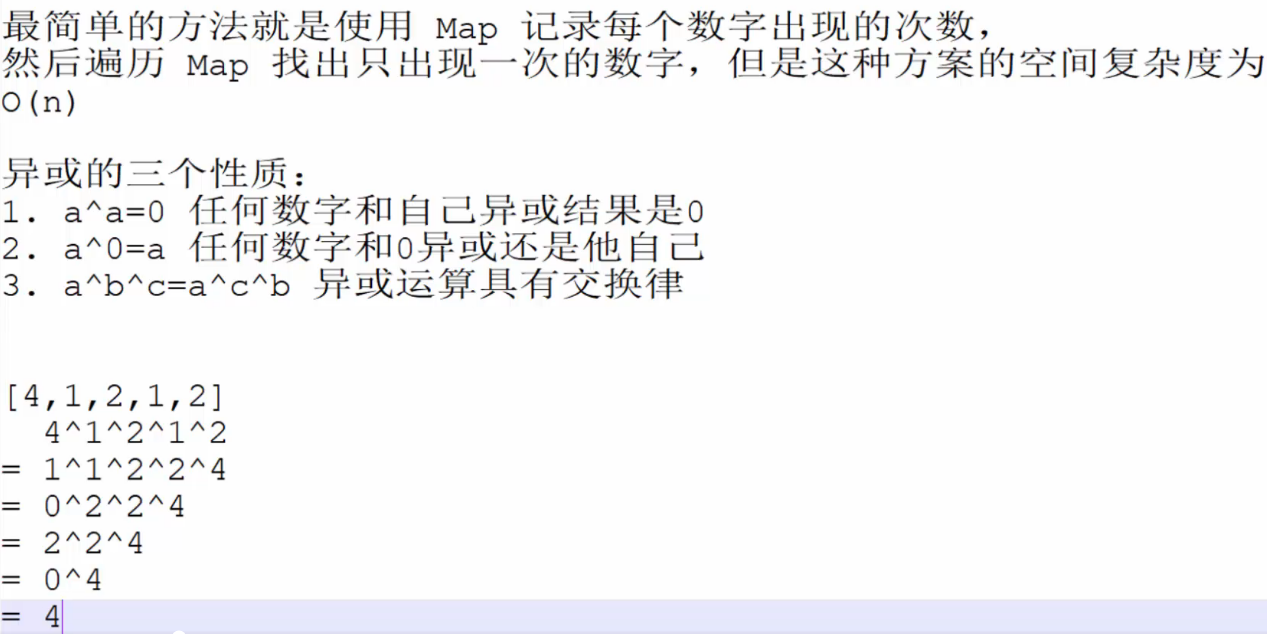 最简单的方法就是使用 Map 记录每个数字出现的次数，
然后遍历 Map 找出只出现一次的数字，但是这种方案的空间复杂度为
O(n)
异或的三个性质：
1. a^a=0 任何数字和自己异或结果是0
2. a^0=a 任何数字和0异或还是他自己
3. a^b^c=a^c^b 异或运算具有交换律
[4,1,2,1,2]
4^1^2^1^2
= 1^1^2^2^4
= 0^2^2^4
= 2^2^4
= 0^4
= 4